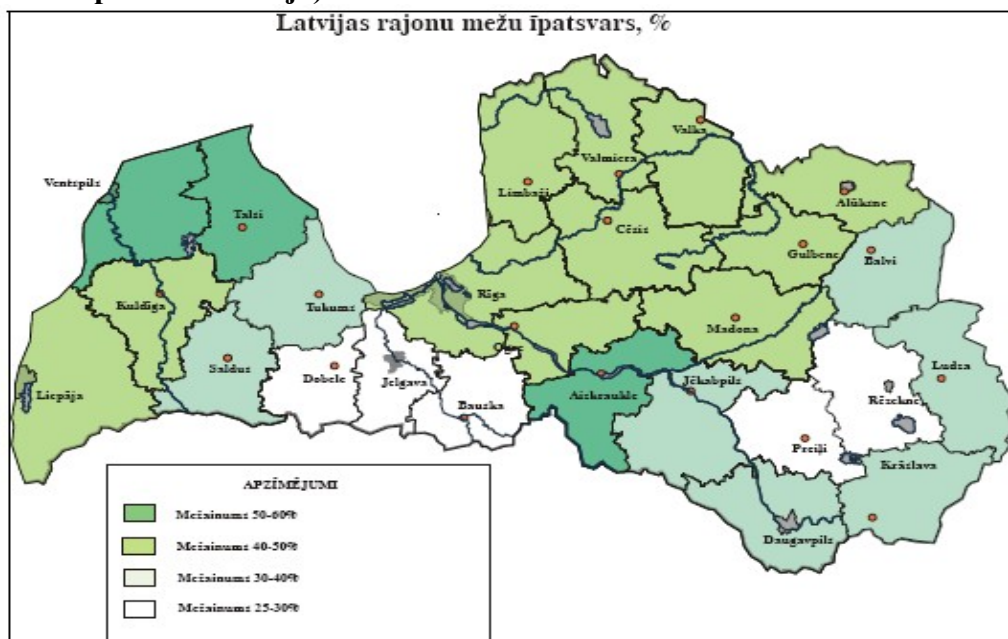 Latvijas rajonu mežu īpatsvars, %
Ventspils
Talsi
Limbaži
Valmiera
Valka
Alūksne
Cēsis
Gulbene
Balvi
Kuldīga
Tukums
Rīga
Madona
Saldus
Dobele
Jelgava
Aizkraukle
Jēkabpils
Ludza
Liepāja
Bauska
Rēzekne
Preiļi
Krāslava
Daugavpils
APZĪMĒJUMI
Mežainums 50-60%
Mežainums 40-50%
Mežainums 30-40%
Mežainums 25-30%